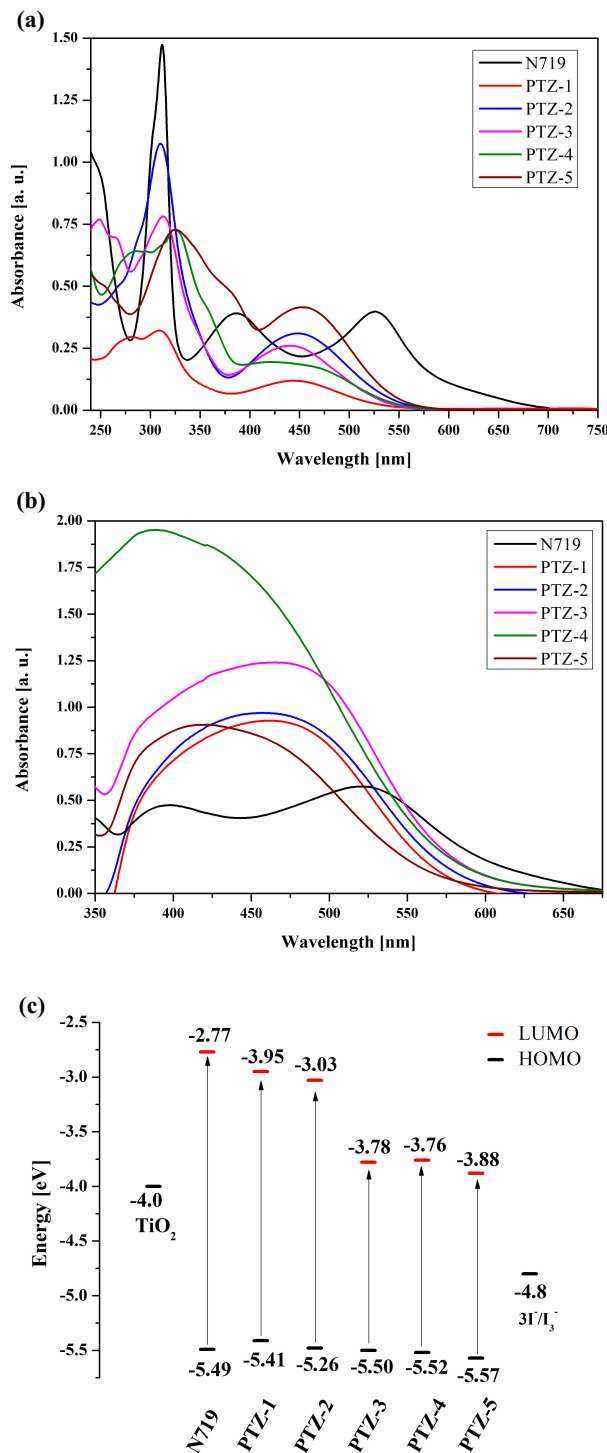 (a)
1.50
1.25
1.00
0.75
0.50
0.25
0.00
Absorbance [a. u.]
N719
PTZ-1
PTZ-2
PTZ-3
PTZ-4
PTZ-5
250 300 350 400 450 500 550 600 650 700 750
Wavelength [nm]
(b)
2.00
1.75
1.50
1.25
1.00
0.75
0.50
0.25
0.00
Absorbance [a. u.]
N719
PTZ-1
PTZ-2
PTZ-3
PTZ-4
PTZ-5
350 400 450 500 550 600 650
Wavelength [nm]
(c)
-2.5
-3.0
-3.5
-4.0
-4.5
-5.0
-5.5
Energy [eV]
LUMO
HOMO
-2.77
-3.95
-3.03
-3.78
-3.76
-3.88
-4.0
TiO₂
-4.8
3I⁻/I₃⁻
-5.49
-5.41
-5.26
-5.50
-5.52
-5.57
N719
PTZ-1
PTZ-2
PTZ-3
PTZ-4
PTZ-5